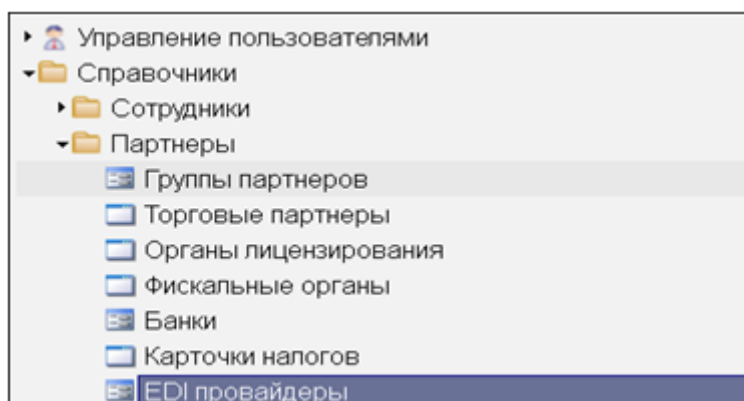 Управление пользователями
Справочники
Сотрудники
Партнеры
Группы партнеров
Торговые партнеры
Органы лицензирования
Фискальные органы
Банки
Карточки налогов
EDI провайдеры